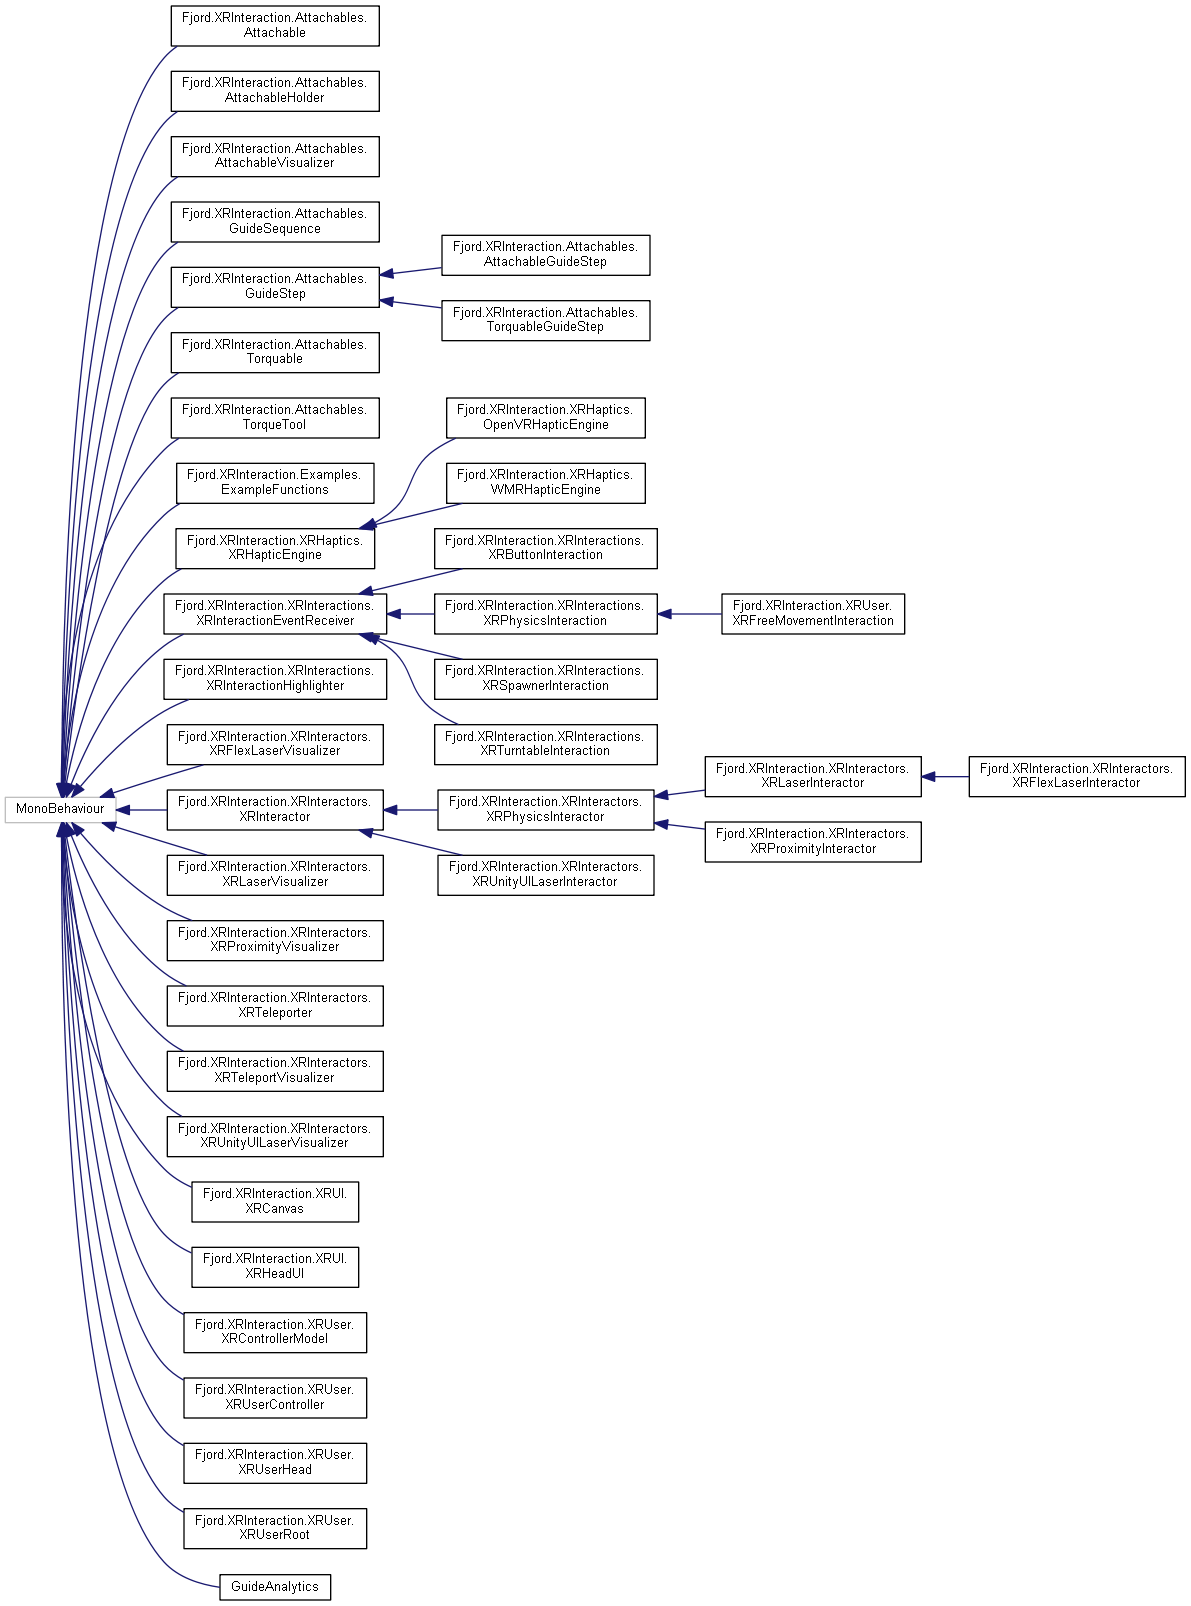 Fjord.XRInteraction.Attachables.
Attachable
Fjord.XRInteraction.Attachables.
AttachableHolder
Fjord.XRInteraction.Attachables.
AttachableVisualizer
Fjord.XRInteraction.Attachables.
GuideSequence
Fjord.XRInteraction.Attachables.
GuideStep
Fjord.XRInteraction.Attachables.
AttachableGuideStep
Fjord.XRInteraction.Attachables.
TorquableGuideStep
Fjord.XRInteraction.Attachables.
Torquable
Fjord.XRInteraction.Attachables.
TorqueTool
Fjord.XRInteraction.Examples.
ExampleFunctions
Fjord.XRInteraction.XRHaptics.
XRHapticEngine
Fjord.XRInteraction.XRHaptics.
OpenVRHapticEngine
Fjord.XRInteraction.XRHaptics.
WMRHapticEngine
Fjord.XRInteraction.XRInteractions.
XRInteractionEventReceiver
Fjord.XRInteraction.XRInteractions.
XRButtonInteraction
Fjord.XRInteraction.XRInteractions.
XRPhysicsInteraction
Fjord.XRInteraction.XRUser.
XRFreeMovementInteraction
Fjord.XRInteraction.XRInteractions.
XRSpawnerInteraction
Fjord.XRInteraction.XRInteractions.
XRTurntableInteraction
Fjord.XRInteraction.XRInteractions.
XRInteractionHighlighter
Fjord.XRInteraction.XRInteractors.
XRFlexLaserVisualizer
MonoBehaviour
Fjord.XRInteraction.XRInteractors.
XRInteractor
Fjord.XRInteraction.XRInteractors.
XRPhysicsInteractor
Fjord.XRInteraction.XRInteractors.
XRLaserInteractor
Fjord.XRInteraction.XRInteractors.
XRFlexLaserInteractor
Fjord.XRInteraction.XRInteractors.
XRProximityInteractor
Fjord.XRInteraction.XRInteractors.
XRUnityUILaserInteractor
Fjord.XRInteraction.XRInteractors.
XRLaserVisualizer
Fjord.XRInteraction.XRInteractors.
XRProximityVisualizer
Fjord.XRInteraction.XRInteractors.
XRTeleporter
Fjord.XRInteraction.XRInteractors.
XRTeleportVisualizer
Fjord.XRInteraction.XRInteractors.
XRUnityUILaserVisualizer
Fjord.XRInteraction.XRUI.
XRCanvas
Fjord.XRInteraction.XRUI.
XRHeadUI
Fjord.XRInteraction.XRUser.
XRControllerModel
Fjord.XRInteraction.XRUser.
XRUserController
Fjord.XRInteraction.XRUser.
XRUserHead
Fjord.XRInteraction.XRUser.
XRUserRoot
GuideAnalytics